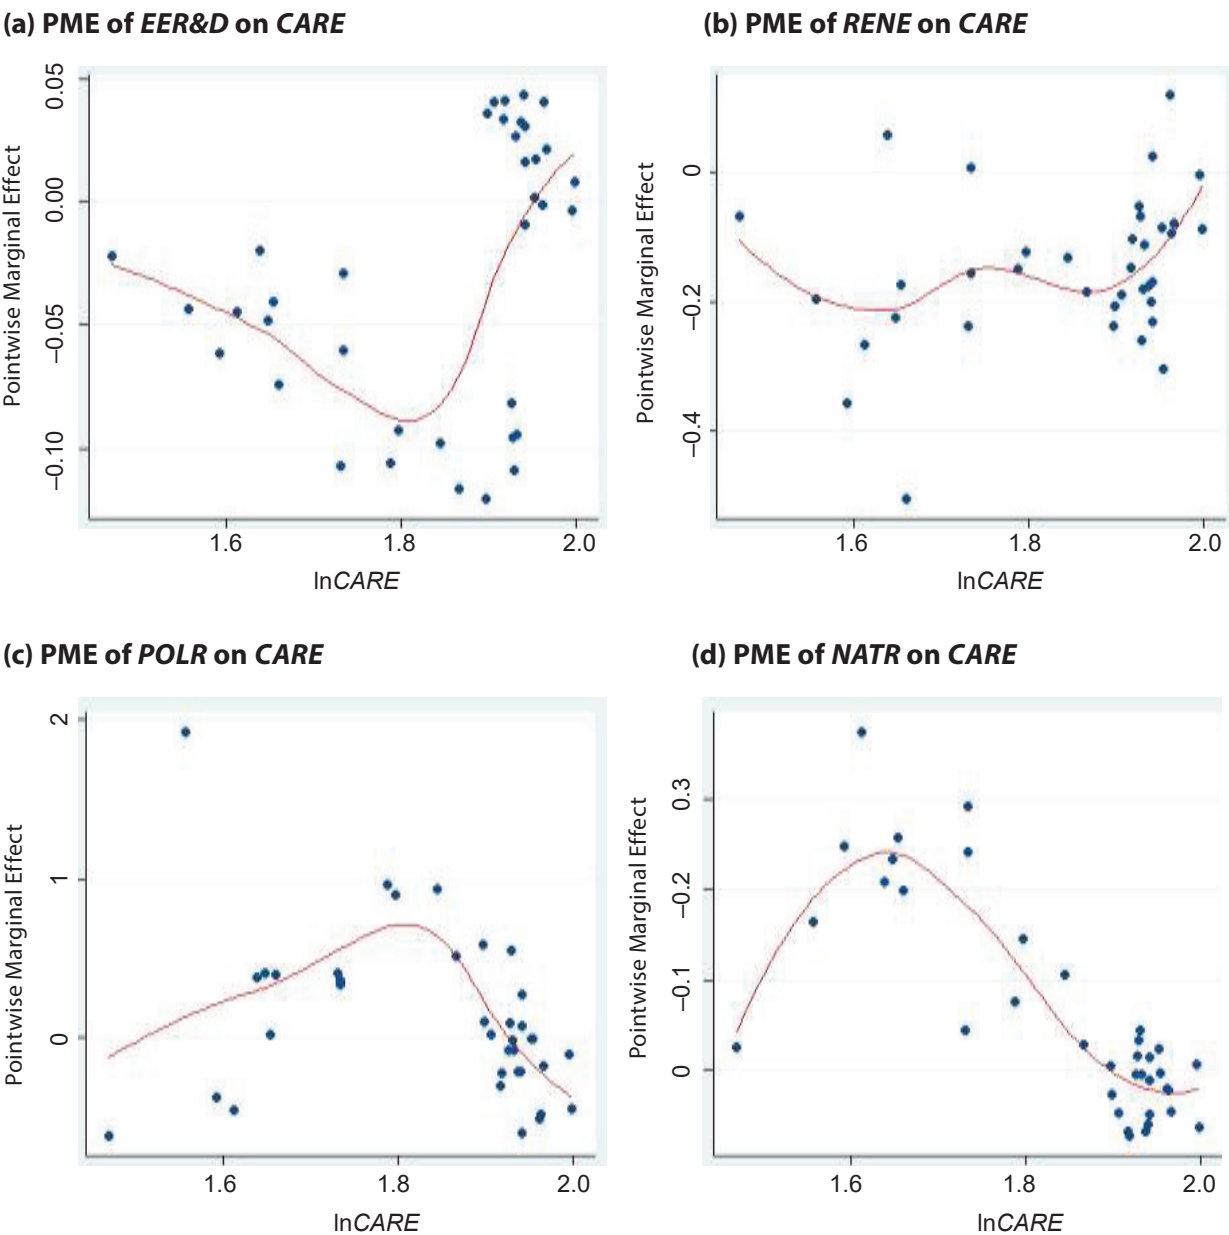 (a) PME of EER&D on CARE
Pointwise Marginal Effect
0.05
0.00
–0.05
–0.10
1.6
1.8
2.0
lnCARE
(b) PME of RENE on CARE
Pointwise Marginal Effect
0
–0.2
–0.4
1.6
1.8
2.0
lnCARE
(c) PME of POLR on CARE
Pointwise Marginal Effect
2
1
0
1.6
1.8
2.0
lnCARE
(d) PME of NATR on CARE
Pointwise Marginal Effect
0.3
–0.2
–0.1
0
1.6
1.8
2.0
lnCARE